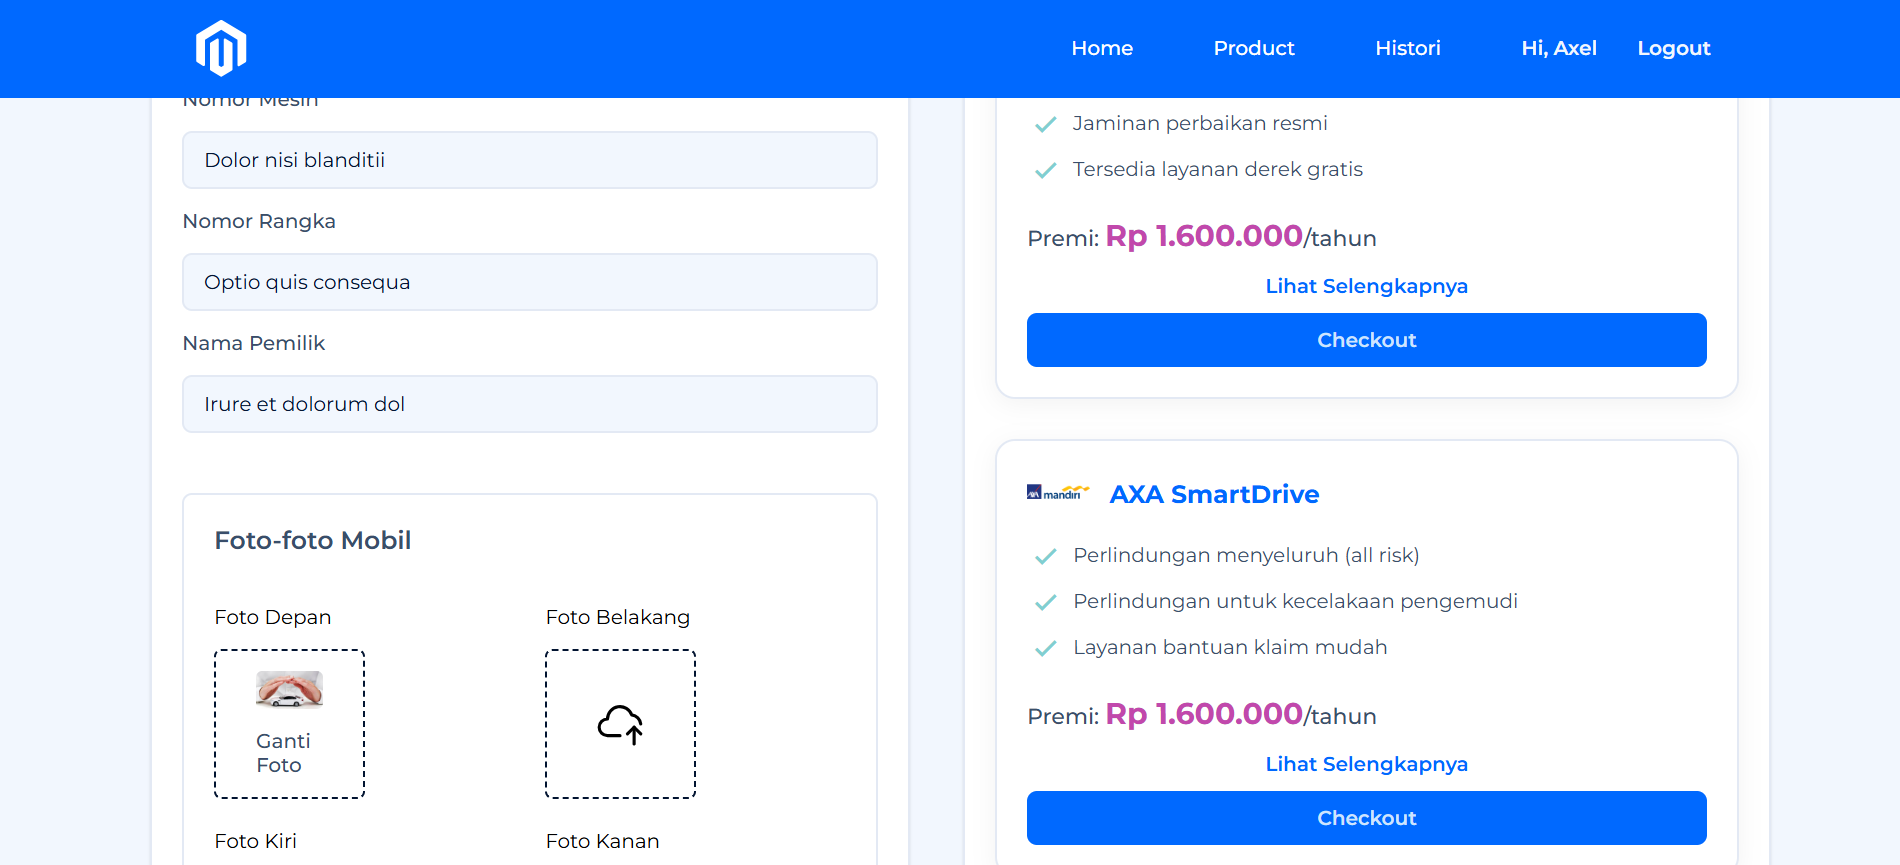 Home
Product
Histori
Hi, Axel
Logout
Nomor Mesin
Dolor nisi blanditii
Nomor Rangka
Optio quis consequa
Nama Pemilik
Irure et dolorum dol
Foto-foto Mobil
Foto Depan
Foto Belakang
Ganti
Foto
Foto Kiri
Foto Kanan
Jaminan perbaikan resmi
Tersedia layanan derek gratis
Premi: Rp 1.600.000/tahun
Lihat Selengkapnya
Checkout
AXA mandiri
AXA SmartDrive
Perlindungan menyeluruh (all risk)
Perlindungan untuk kecelakaan pengemudi
Layanan bantuan klaim mudah
Premi: Rp 1.600.000/tahun
Lihat Selengkapnya
Checkout